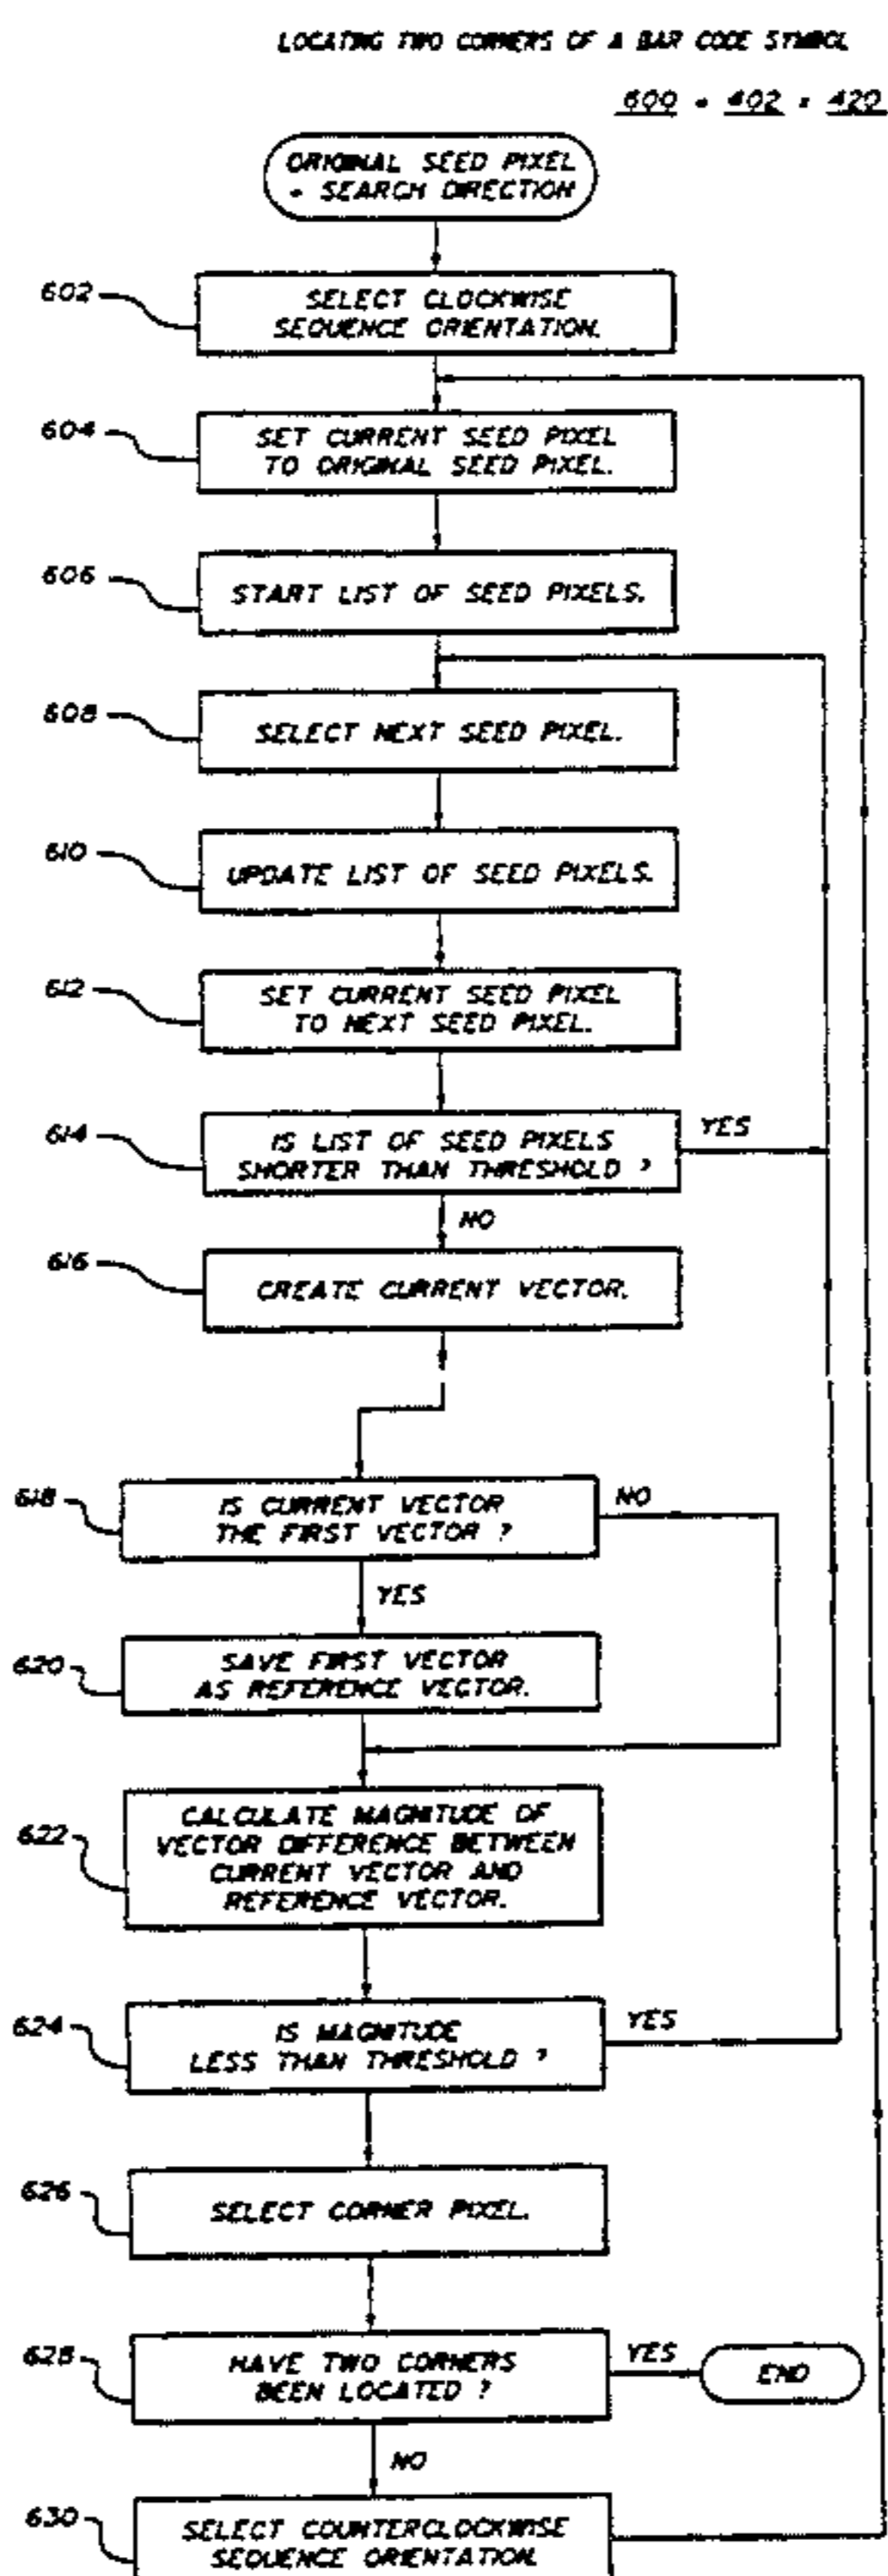 LOCATING TWO CORNERS OF A BAR CODE SYMBOL
600 = 402 = 420
ORIGINAL SEED PIXEL
+ SEARCH DIRECTION
602
SELECT CLOCKWISE
SEQUENCE ORIENTATION.
604
SET CURRENT SEED PIXEL
TO ORIGINAL SEED PIXEL.
606
START LIST OF SEED PIXELS.
608
SELECT NEXT SEED PIXEL.
610
UPDATE LIST OF SEED PIXELS.
612
SET CURRENT SEED PIXEL
TO NEXT SEED PIXEL.
614
IS LIST OF SEED PIXELS
SHORTER THAN THRESHOLD ?
YES
NO
616
CREATE CURRENT VECTOR.
618
IS CURRENT VECTOR
THE FIRST VECTOR ?
NO
YES
620
SAVE FIRST VECTOR
AS REFERENCE VECTOR.
622
CALCULATE MAGNITUDE OF
VECTOR DIFFERENCE BETWEEN
CURRENT VECTOR AND
REFERENCE VECTOR.
624
IS MAGNITUDE
LESS THAN THRESHOLD ?
YES
626
SELECT CORNER PIXEL.
628
HAVE TWO CORNERS
BEEN LOCATED ?
YES
END
NO
630
SELECT COUNTERCLOCKWISE
SEQUENCE ORIENTATION